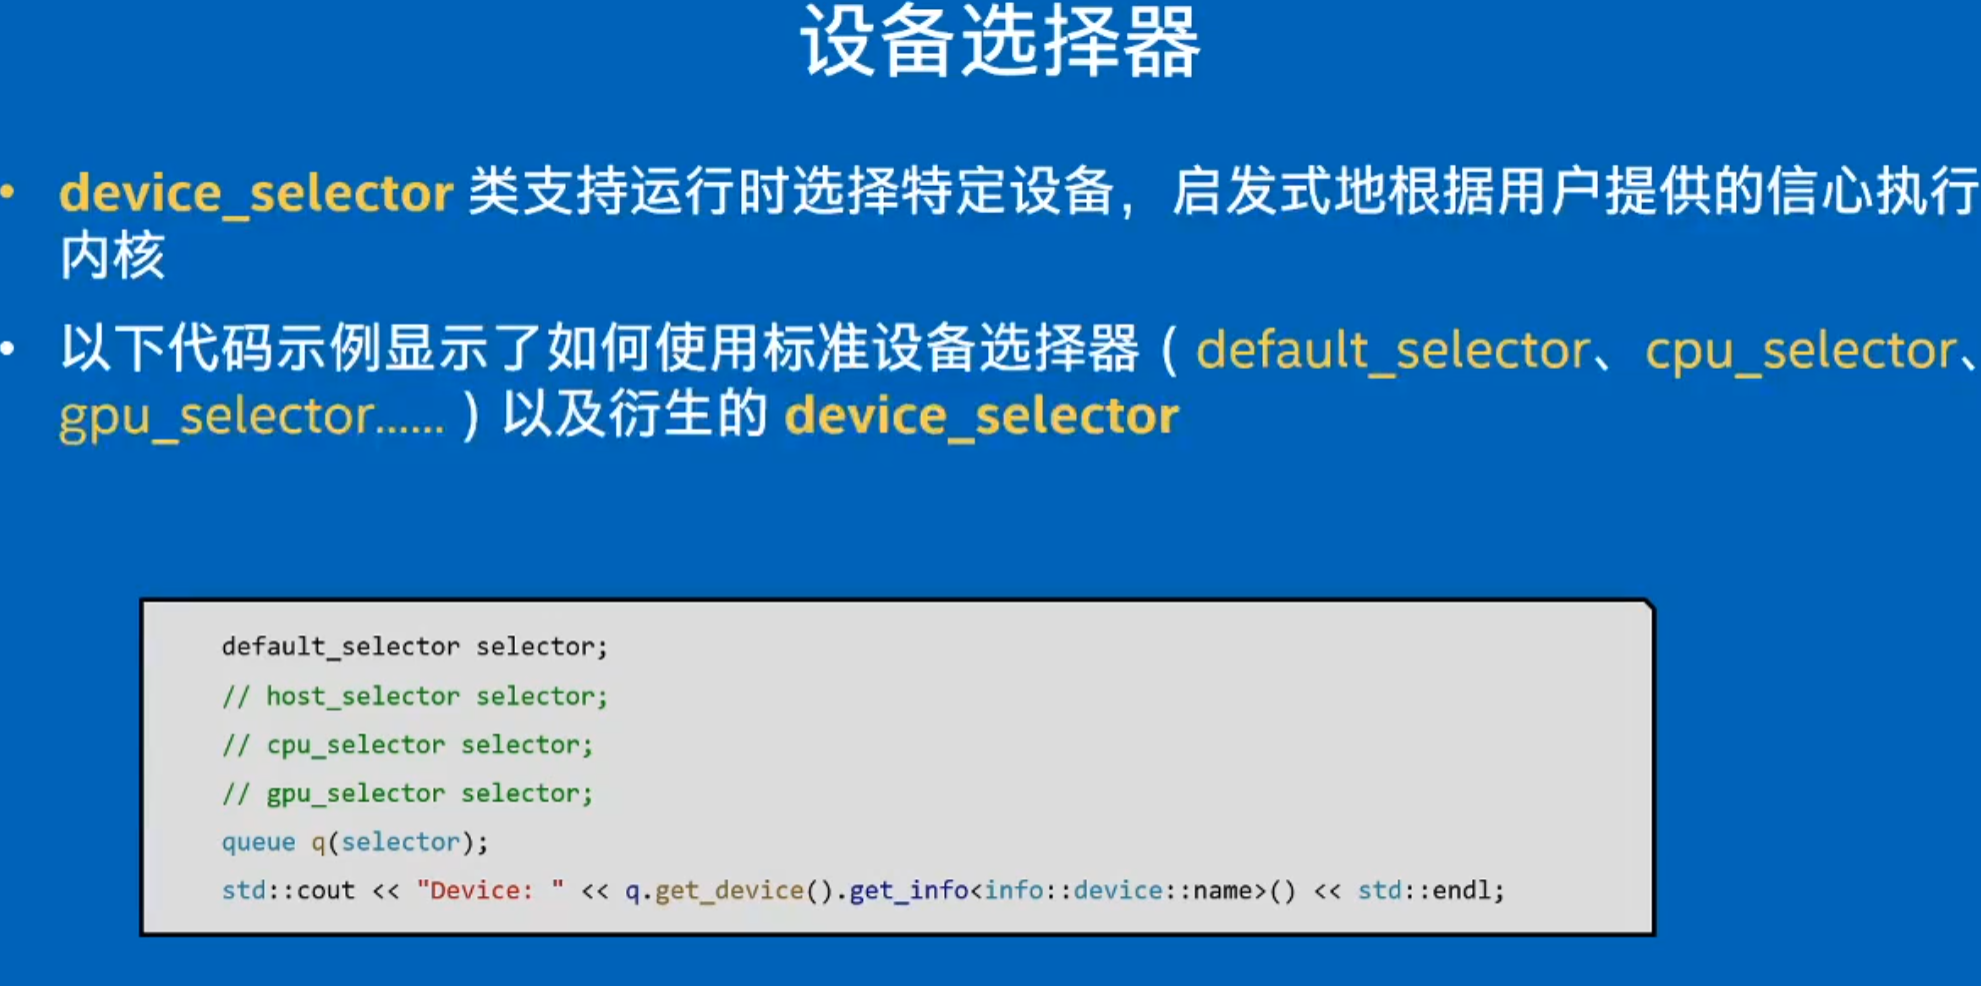 设备选择器
• device_selector 类支持运行时选择特定设备，启发式地根据用户提供的信心执行
内核
• 以下代码示例显示了如何使用标准设备选择器（default_selector、cpu_selector、
gpu_selector......）以及衍生的 device_selector
default_selector selector;
// host_selector selector;
// cpu_selector selector;
// gpu_selector selector;
queue q(selector);
std::cout << "Device: " << q.get_device().get_info<info::device::name>() << std::endl;